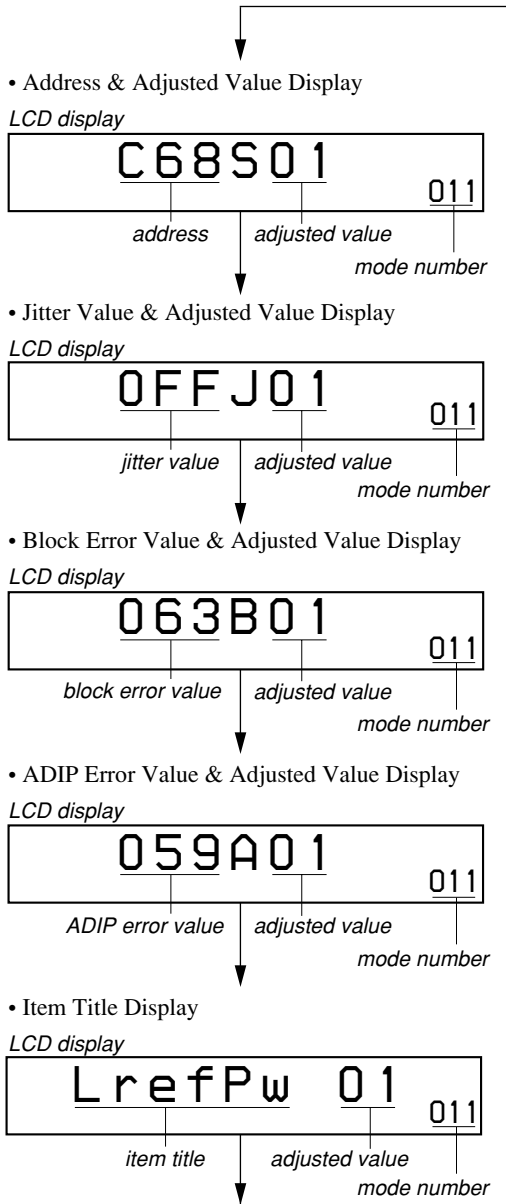 • Address & Adjusted Value Display
LCD display
C68S01
011
address adjusted value
mode number
• Jitter Value & Adjusted Value Display
LCD display
0FFJ01
011
jitter value adjusted value
mode number
• Block Error Value & Adjusted Value Display
LCD display
063B01
011
block error value adjusted value
mode number
• ADIP Error Value & Adjusted Value Display
LCD display
059A01
011
ADIP error value adjusted value
mode number
• Item Title Display
LCD display
LrefPw 01
011
item title adjusted value
mode number